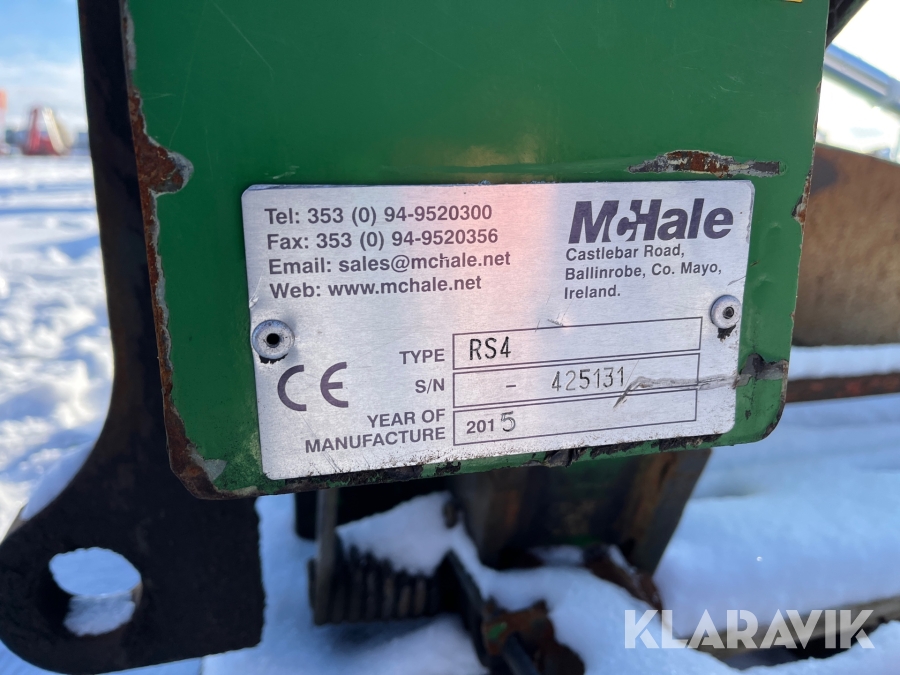 Tel: 353 (0) 94-9520300
Fax: 353 (0) 94-9520356
Email: sales@mchale.net
Web: www.mchale.net
McHale
Castlebar Road,
Ballinrobe, Co. Mayo,
Ireland.
CE
TYPE RS4
S/N - 425131
YEAR OF
MANUFACTURE 2015
KLARAVIK